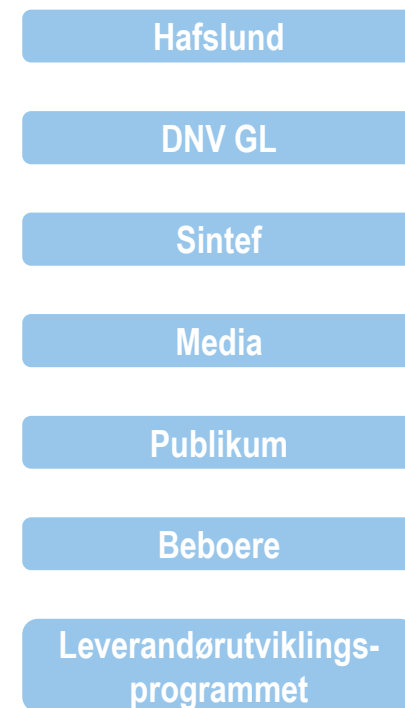 Hafslund
DNV GL
Sintef
Media
Publikum
Beboere
Leverandørutviklings-
programmet